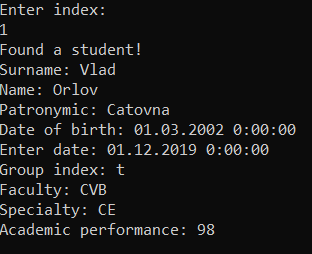 Enter index:
1
Found a student!
Surname: Vlad
Name: Orlov
Patronymic: Catovna
Date of birth: 01.03.2002 0:00:00
Enter date: 01.12.2019 0:00:00
Group index: t
Faculty: CVB
Specialty: CE
Academic performance: 98